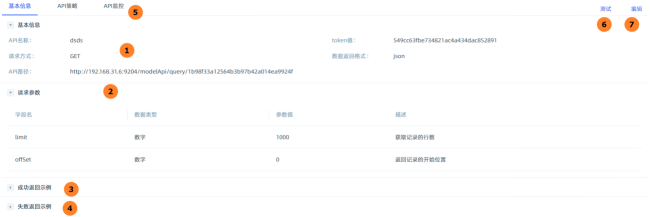 基本信息 API策略 API监控 5 测试 编辑
6 7
基本信息
API名称： dsds token值： 549cc63fbe734821ac4a434dac852891
1
请求方式： GET 数据返回格式： json
API路径： http://192.168.31.6:9204/modelApi/query/1b98f33a12564b3b97b42a014ea9924f
请求参数 2
字段名 数据类型 参数值 描述
limit 数字 1000 获取记录的行数
offSet 数字 0 返回记录的开始位置
成功返回示例 3
失败返回示例 4